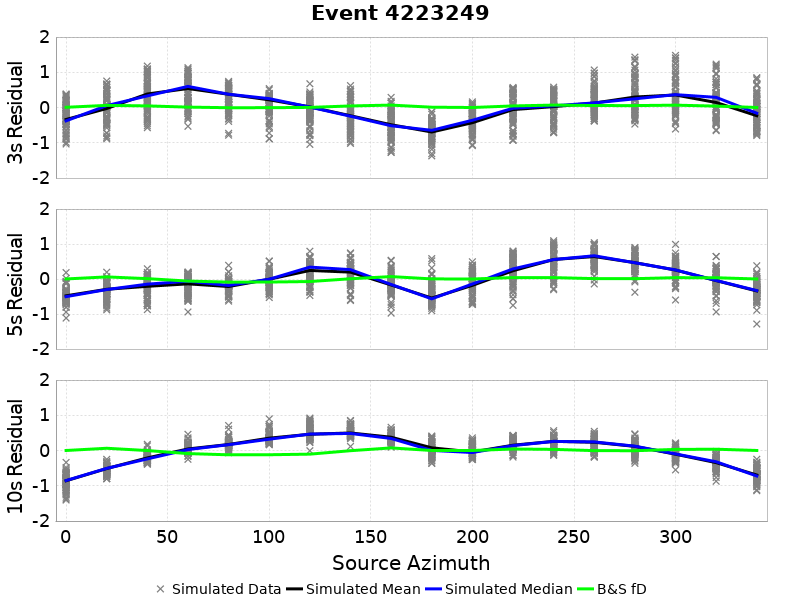 Event 4223249
3s Residual
2
1
0
-1
-2
5s Residual
2
1
0
-1
-2
10s Residual
2
1
0
-1
-2
0 50 100 150 200 250 300
Source Azimuth
Simulated Data Simulated Mean Simulated Median B&S fD